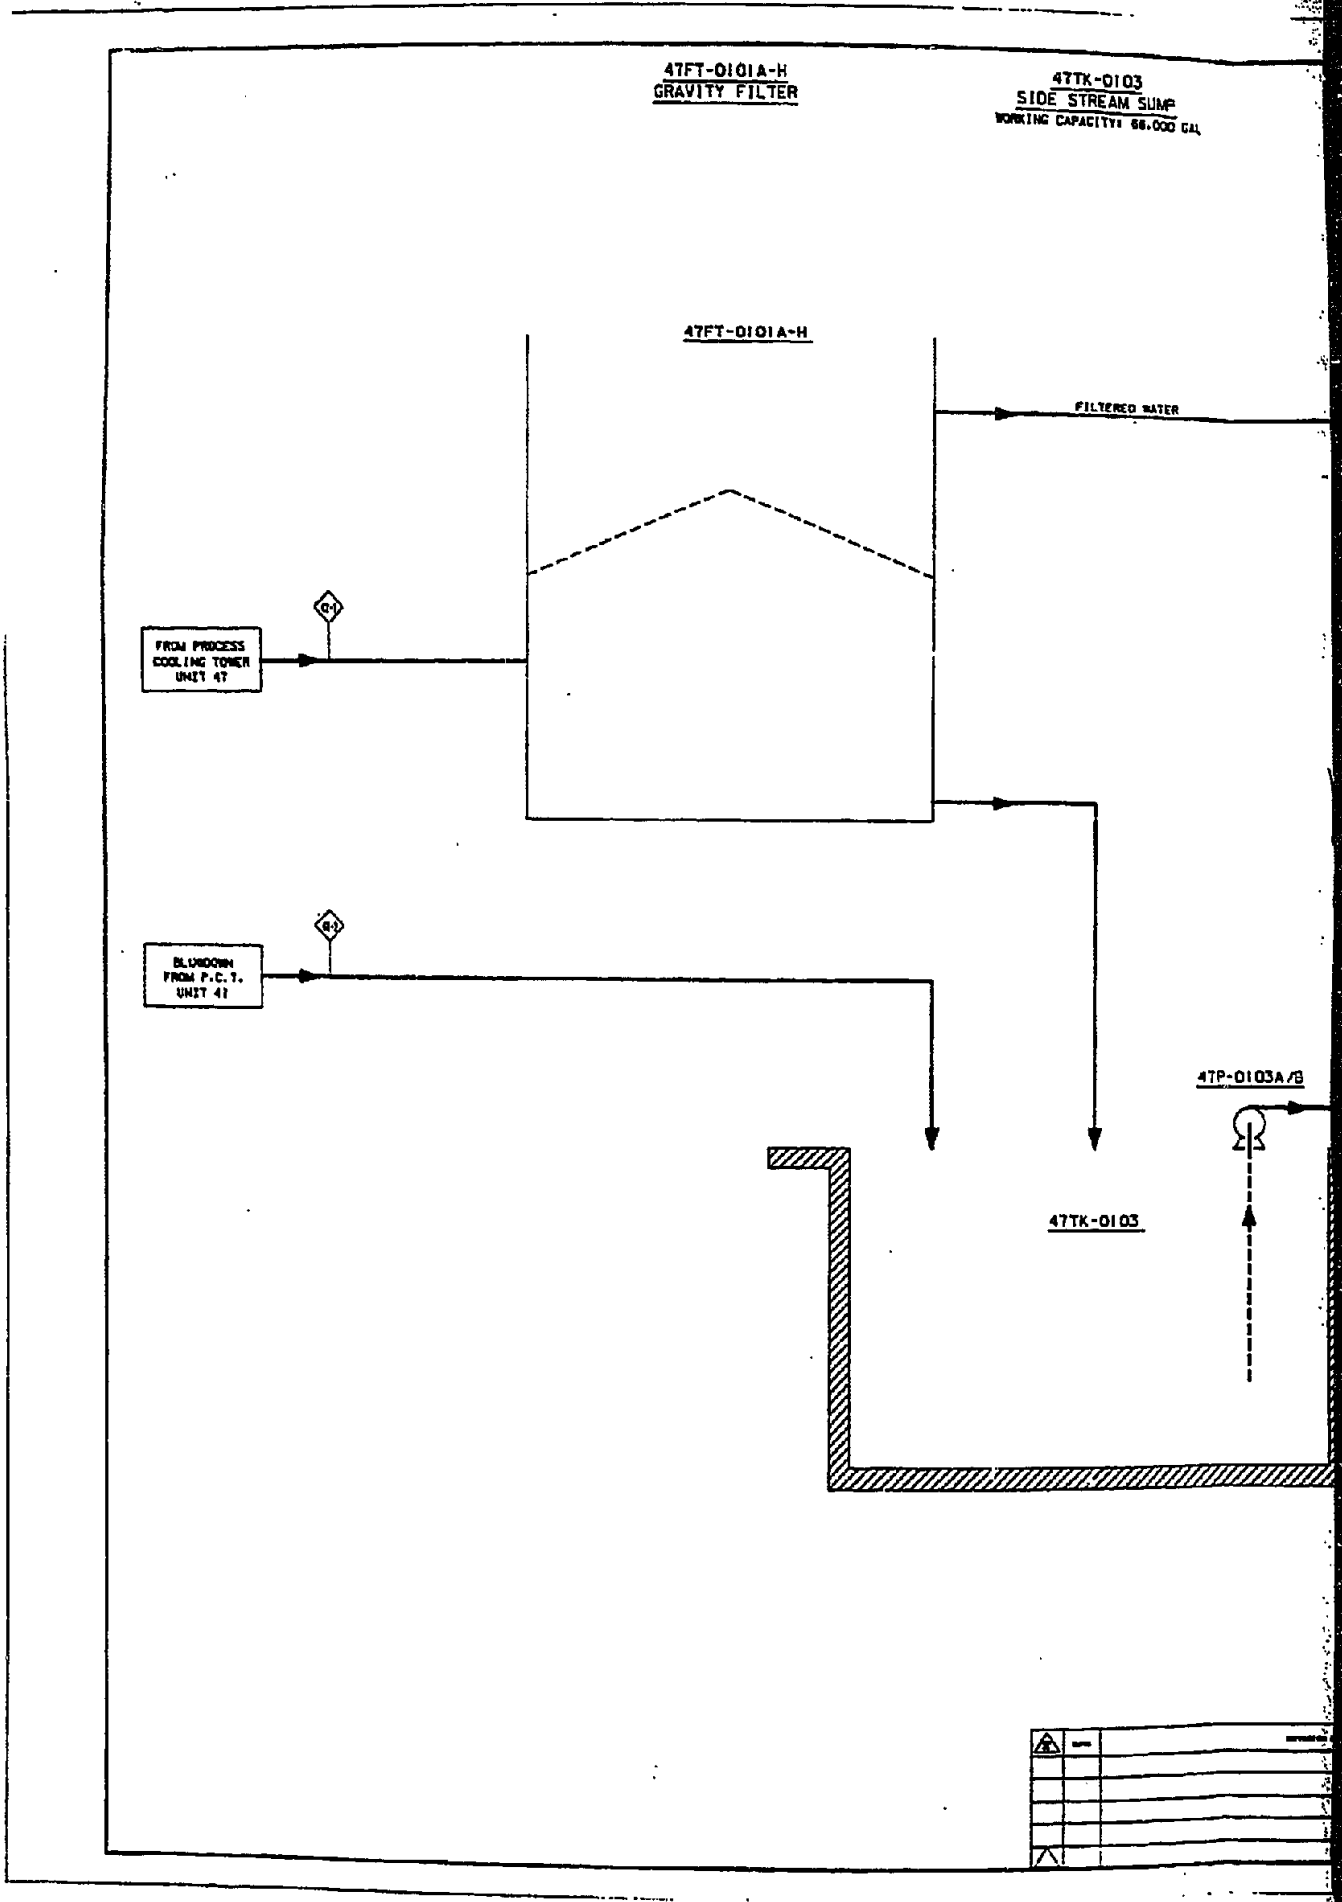 47FT-0101A-H
GRAVITY FILTER
47TK-0103
SIDE STREAM SUMP
WORKING CAPACITY: 66,000 GAL
47FT-0101A-H
FILTERED WATER
FROM PROCESS
COOLING TOWER
UNIT 47
BLOWDOWN
FROM P.C.T.
UNIT 47
47P-0103A/B
47TK-0103